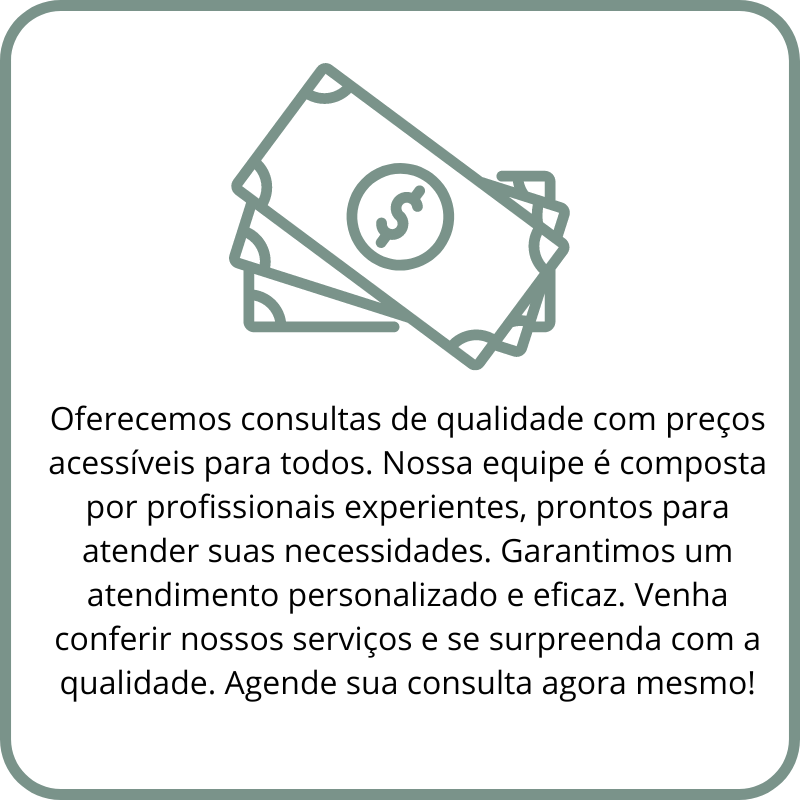 $
Oferecemos consultas de qualidade com preços
acessíveis para todos. Nossa equipe é composta
por profissionais experientes, prontos para
atender suas necessidades. Garantimos um
atendimento personalizado e eficaz. Venha
conferir nossos serviços e se surpreenda com a
qualidade. Agende sua consulta agora mesmo!